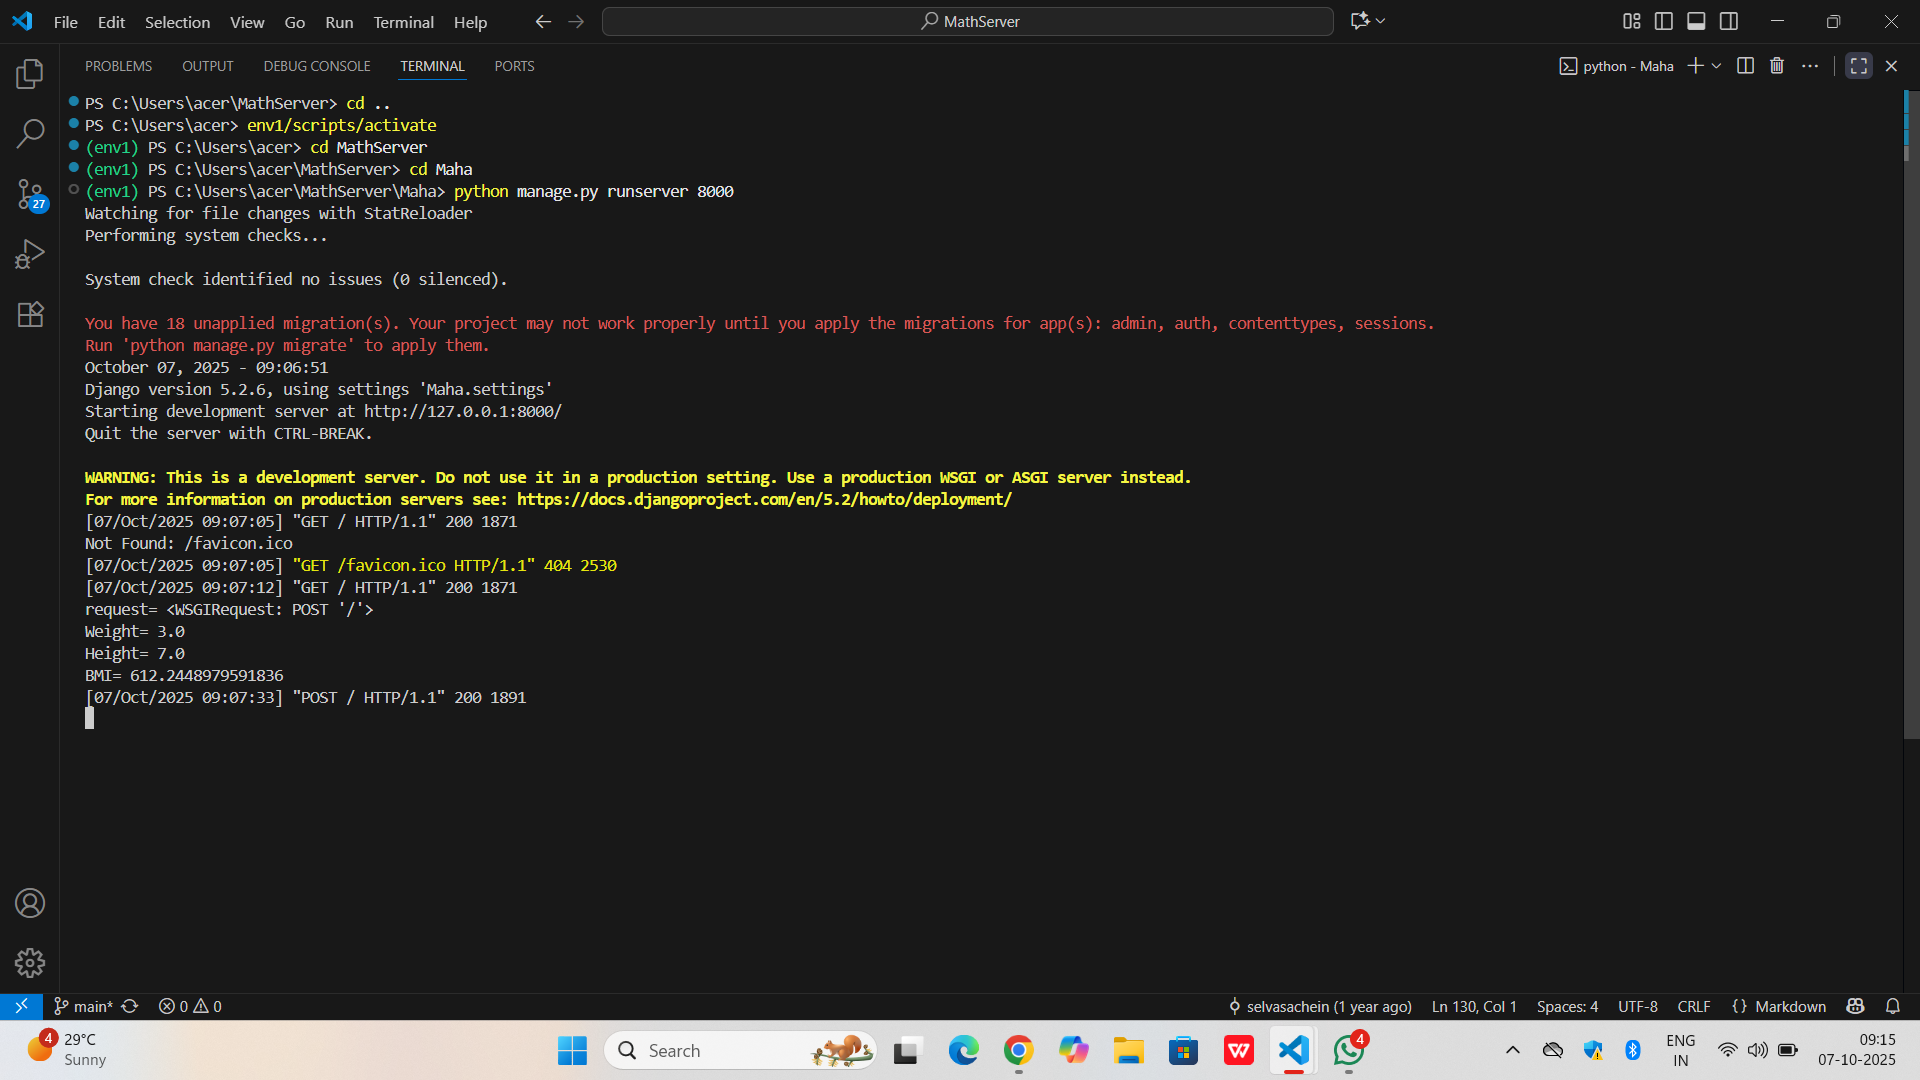 File Edit Selection View Go Run Terminal Help
MathServer
PROBLEMS OUTPUT DEBUG CONSOLE TERMINAL PORTS
python - Maha
PS C:\Users\acer\MathServer> cd ..
PS C:\Users\acer> env1/scripts/activate
(env1) PS C:\Users\acer> cd MathServer
(env1) PS C:\Users\acer\MathServer> cd Maha
(env1) PS C:\Users\acer\MathServer\Maha> python manage.py runserver 8000
Watching for file changes with StatReloader
Performing system checks...
System check identified no issues (0 silenced).
You have 18 unapplied migration(s). Your project may not work properly until you apply the migrations for app(s): admin, auth, contenttypes, sessions.
Run 'python manage.py migrate' to apply them.
October 07, 2025 - 09:06:51
Django version 5.2.6, using settings 'Maha.settings'
Starting development server at http://127.0.0.1:8000/
Quit the server with CTRL-BREAK.
WARNING: This is a development server. Do not use it in a production setting. Use a production WSGI or ASGI server instead.
For more information on production servers see: https://docs.djangoproject.com/en/5.2/howto/deployment/
[07/Oct/2025 09:07:05] "GET / HTTP/1.1" 200 1871
Not Found: /favicon.ico
[07/Oct/2025 09:07:05] "GET /favicon.ico HTTP/1.1" 404 2530
[07/Oct/2025 09:07:12] "GET / HTTP/1.1" 200 1871
request= <WSGIRequest: POST '/'>
Weight= 3.0
Height= 7.0
BMI= 612.2448979591836
[07/Oct/2025 09:07:33] "POST / HTTP/1.1" 200 1891
27
main* 0 0
selvasachein (1 year ago) Ln 130, Col 1 Spaces: 4 UTF-8 CRLF {} Markdown
4 29°C
Sunny
Search
W
4
ENG
IN
09:15
07-10-2025